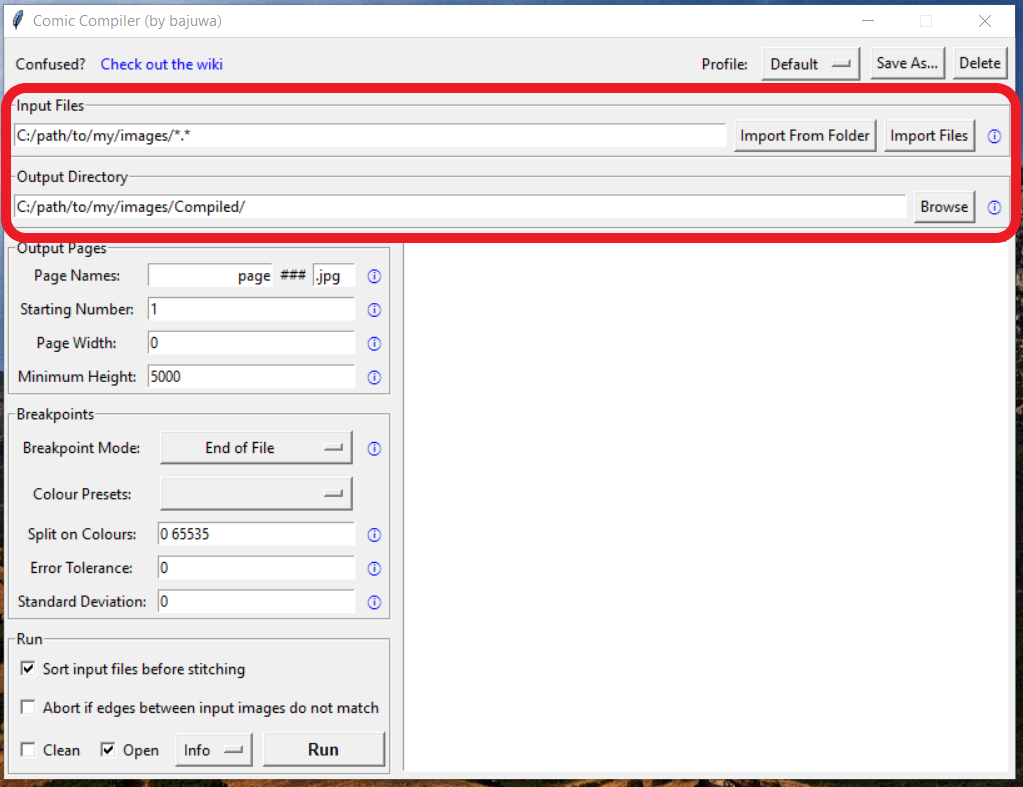 Comic Compiler (by bajuwa)
Confused? Check out the wiki Profile: Default Save As... Delete
Input Files
C:/path/to/my/images/*.* Import From Folder Import Files
Output Directory
C:/path/to/my/images/Compiled/ Browse
Output Pages
Page Names: page ### .jpg
Starting Number: 1
Page Width: 0
Minimum Height: 5000
Breakpoints
Breakpoint Mode: End of File
Colour Presets:
Split on Colours: 0 65535
Error Tolerance: 0
Standard Deviation: 0
Run
Sort input files before stitching
Abort if edges between input images do not match
Clean Open Info Run